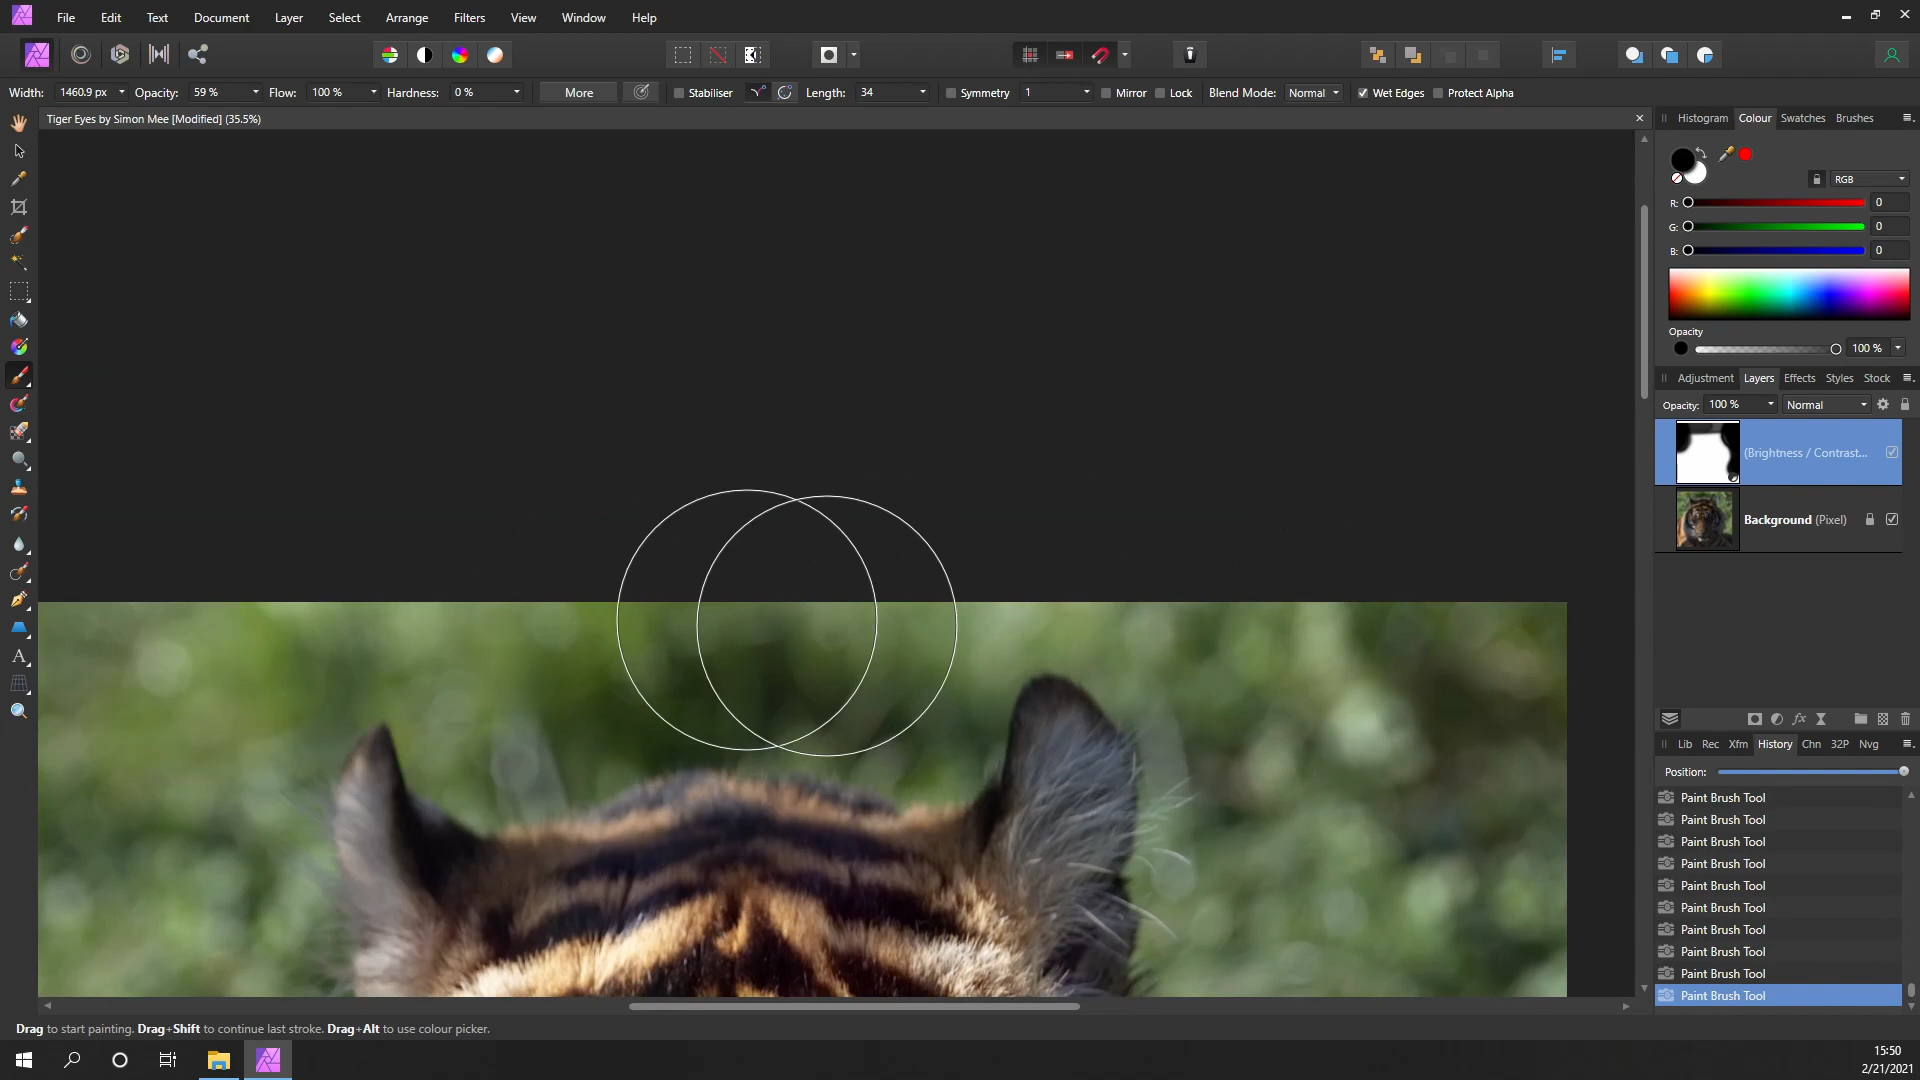 File Edit Text Document Layer Select Arrange Filters View Window Help
Width: 1460.9 px Opacity: 59 % Flow: 100 % Hardness: 0 % More Stabiliser Length: 34 Symmetry 1 Mirror Lock Blend Mode: Normal Wet Edges Protect Alpha
Tiger Eyes by Simon Mee [Modified] (35.5%)
Histogram Colour Swatches Brushes
RGB
R: 0
G: 0
B: 0
Opacity
100 %
Adjustment Layers Effects Styles Stock
Opacity: 100 % Normal
(Brightness / Contrast...
Background (Pixel)
fx
Lib Rec Xfm History Chn 32P Nvg
Position:
Paint Brush Tool
Paint Brush Tool
Paint Brush Tool
Paint Brush Tool
Paint Brush Tool
Paint Brush Tool
Paint Brush Tool
Paint Brush Tool
Paint Brush Tool
Paint Brush Tool
A
Drag to start painting. Drag+Shift to continue last stroke. Drag+Alt to use colour picker.
15:50
2/21/2021